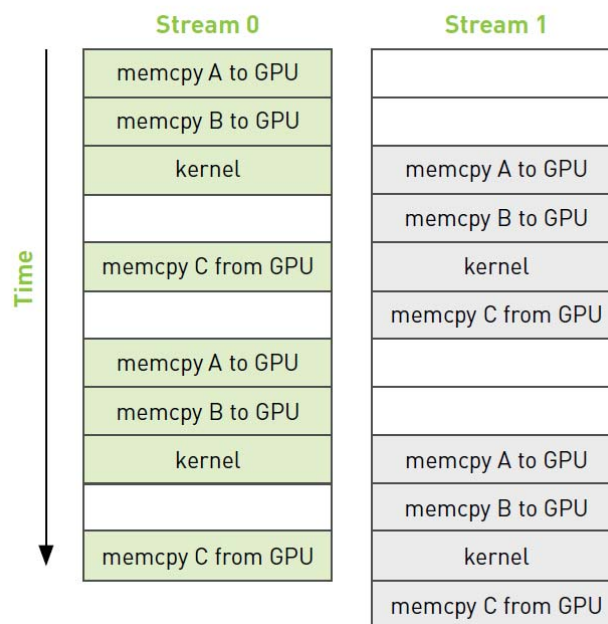 Stream 0
Stream 1
Time
memcpy A to GPU
memcpy B to GPU
kernel
memcpy C from GPU
memcpy A to GPU
memcpy B to GPU
kernel
memcpy C from GPU
memcpy A to GPU
memcpy B to GPU
kernel
memcpy C from GPU
memcpy A to GPU
memcpy B to GPU
kernel
memcpy C from GPU